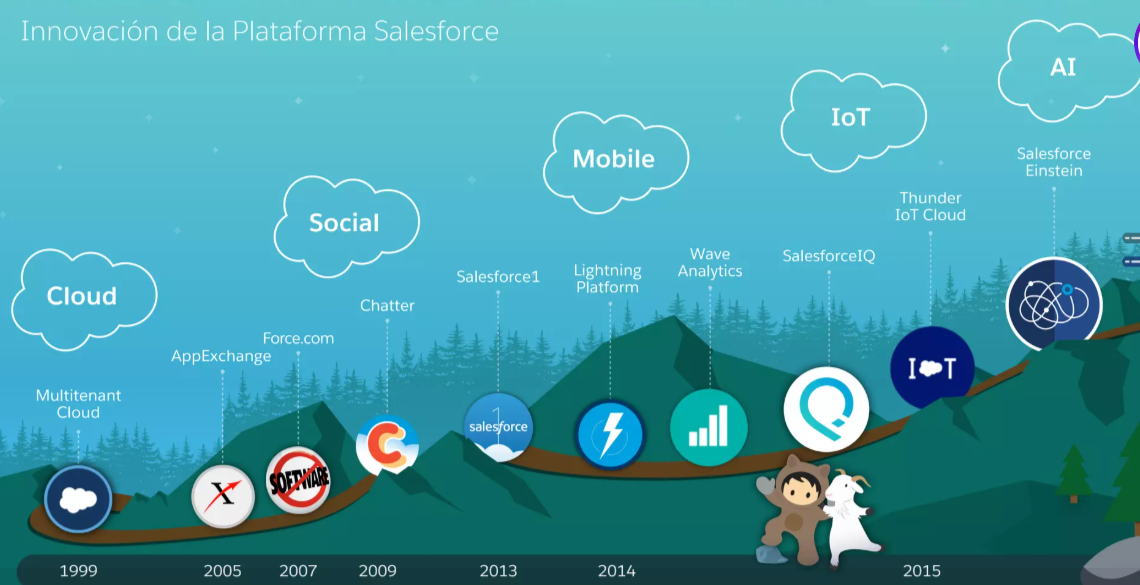 Innovación de la Plataforma Salesforce
Cloud
Social
Mobile
IoT
AI
Multitenant
Cloud
AppExchange
Force.com
Chatter
Salesforce1
Lightning
Platform
Wave
Analytics
SalesforceIQ
Thunder
IoT Cloud
Salesforce
Einstein
X
SOFTWARE
C
1
salesforce
Q
I T
1999
2005
2007
2009
2013
2014
2015